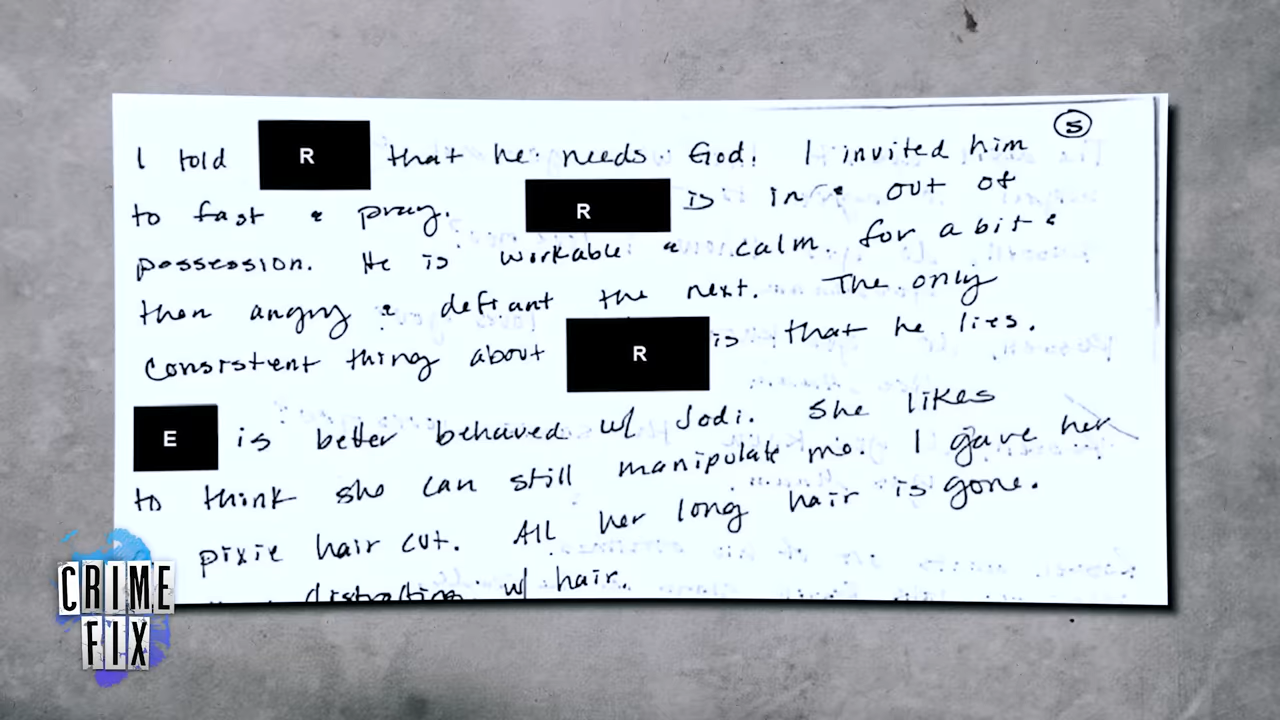 5
I told R that he needs God. I invited him
to fast & pray. R is in & out of
possession. He is workable & calm for a bit &
then angry & defiant the next. The only
consistent thing about R is that he lies.
E is better behaved w/ Jodi. She likes
to think she can still manipulate me. I gave her
pixie hair cut. All her long hair is gone.
distraction w/ hair.
CRIME
FIX